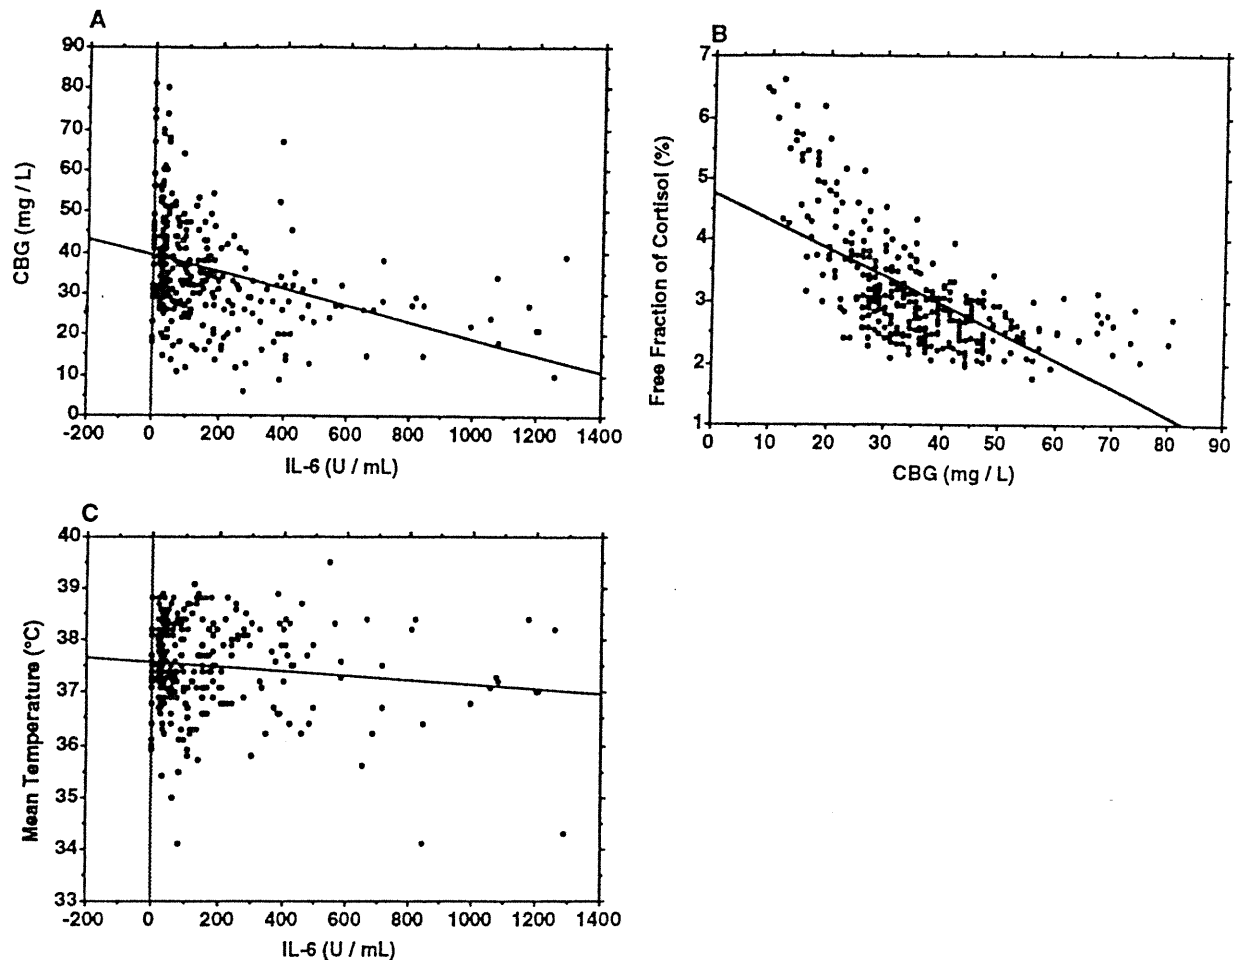 A
90
80
70
60
50
40
30
20
10
0
CBG (mg / L)
-200 0 200 400 600 800 1000 1200 1400
IL-6 (U / mL)
B
7
6
5
4
3
2
1
Free Fraction of Cortisol (%)
0 10 20 30 40 50 60 70 80 90
CBG (mg / L)
C
40
39
38
37
36
35
34
33
Mean Temperature (°C)
-200 0 200 400 600 800 1000 1200 1400
IL-6 (U / mL)